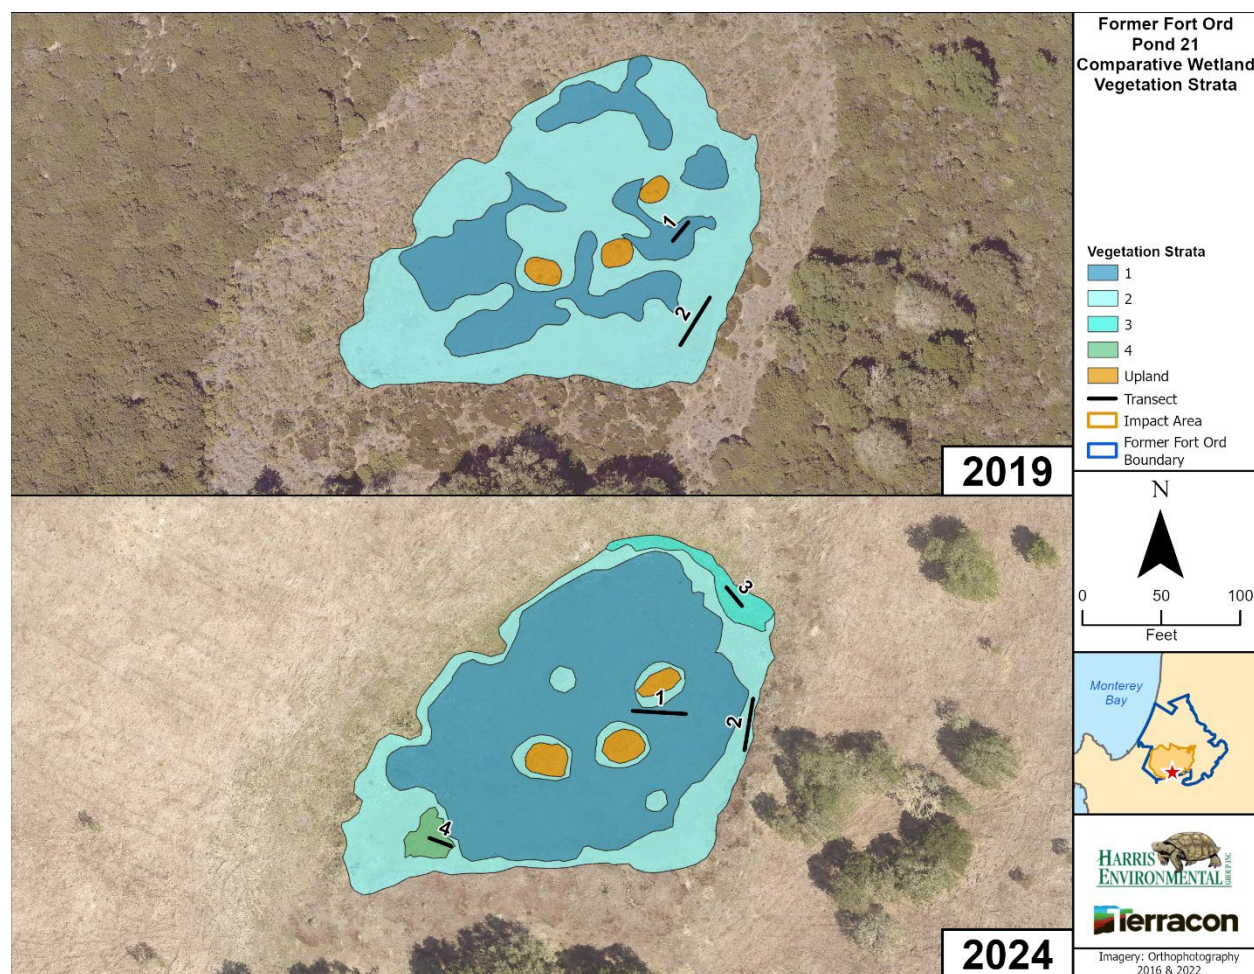 Former Fort Ord
Pond 21
Comparative Wetland
Vegetation Strata
Vegetation Strata
1
2
3
4
Upland
Transect
Impact Area
Former Fort Ord
Boundary
1
2
2019
N
0 50 100
Feet
3
1
2
4
2024
Monterey
Bay
HARRIS
ENVIRONMENTAL
GROUP INC
Terracon
Imagery: Orthophotography
2016 & 2022